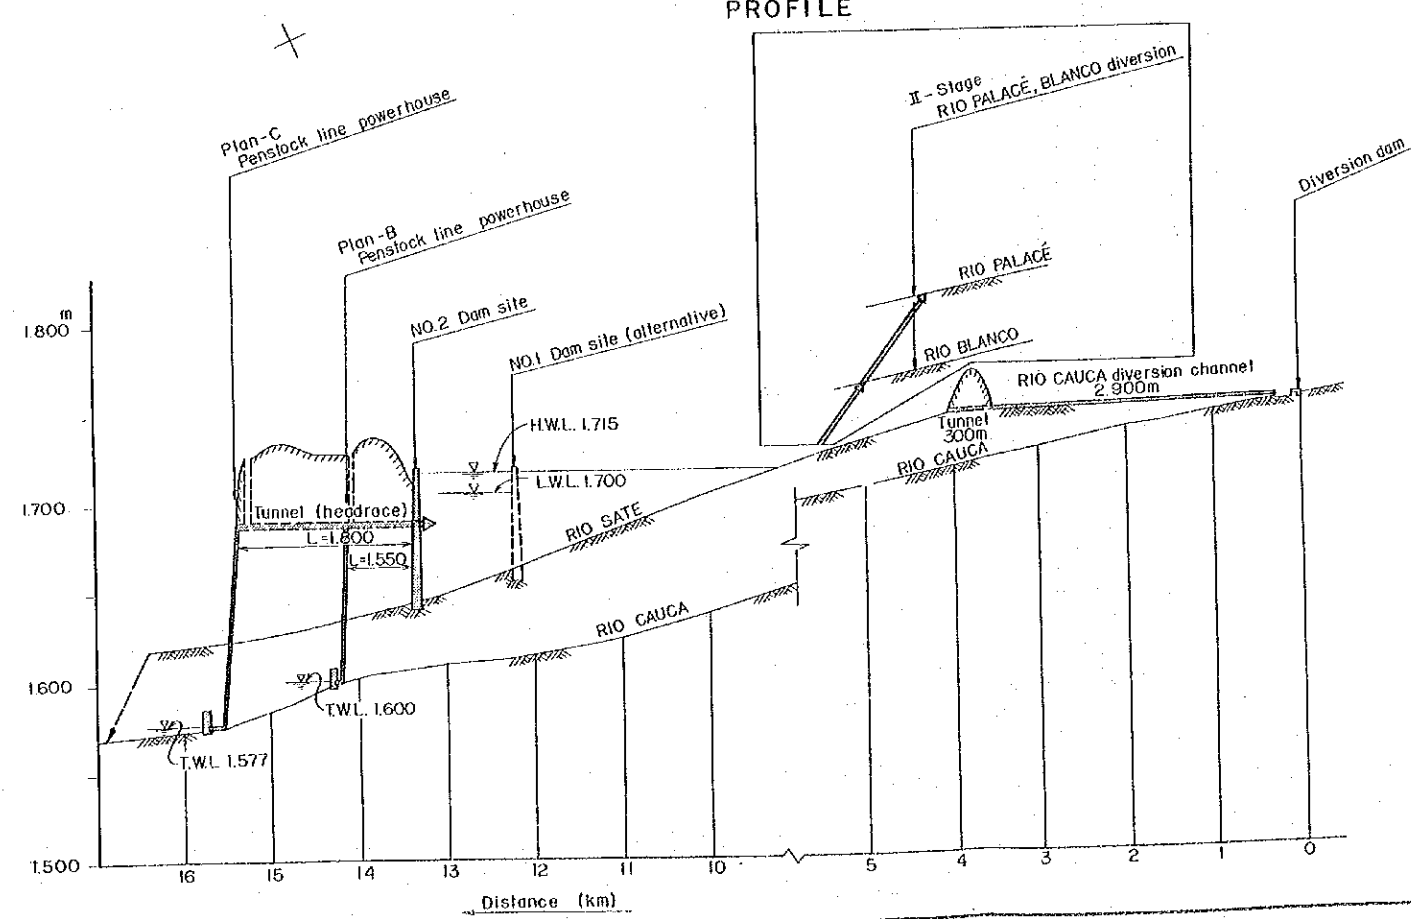 PROFILE
II-Stage
RIO PALACÉ, BLANCO diversion
Plan-C
Penstock line powerhouse
Diversion dam
Plan-B
Penstock line powerhouse
RIO PALACÉ
m
1.800
NO.2 Dam site
NO.1 Dam site (alternative)
RIO BLANCO
RIO CAUCA diversion channel
2.900m
Tunnel
300m
H.W.L. 1.715
RIO CAUCA
L.W.L. 1.700
1.700
Tunnel (headrace)
L=1.800
RIO SATE
L=1.550
RIO CAUCA
1.600
T.W.L. 1.600
T.W.L. 1.577
1.500
16 15 14 13 12 11 10 5 4 3 2 1 0
Distance (km)